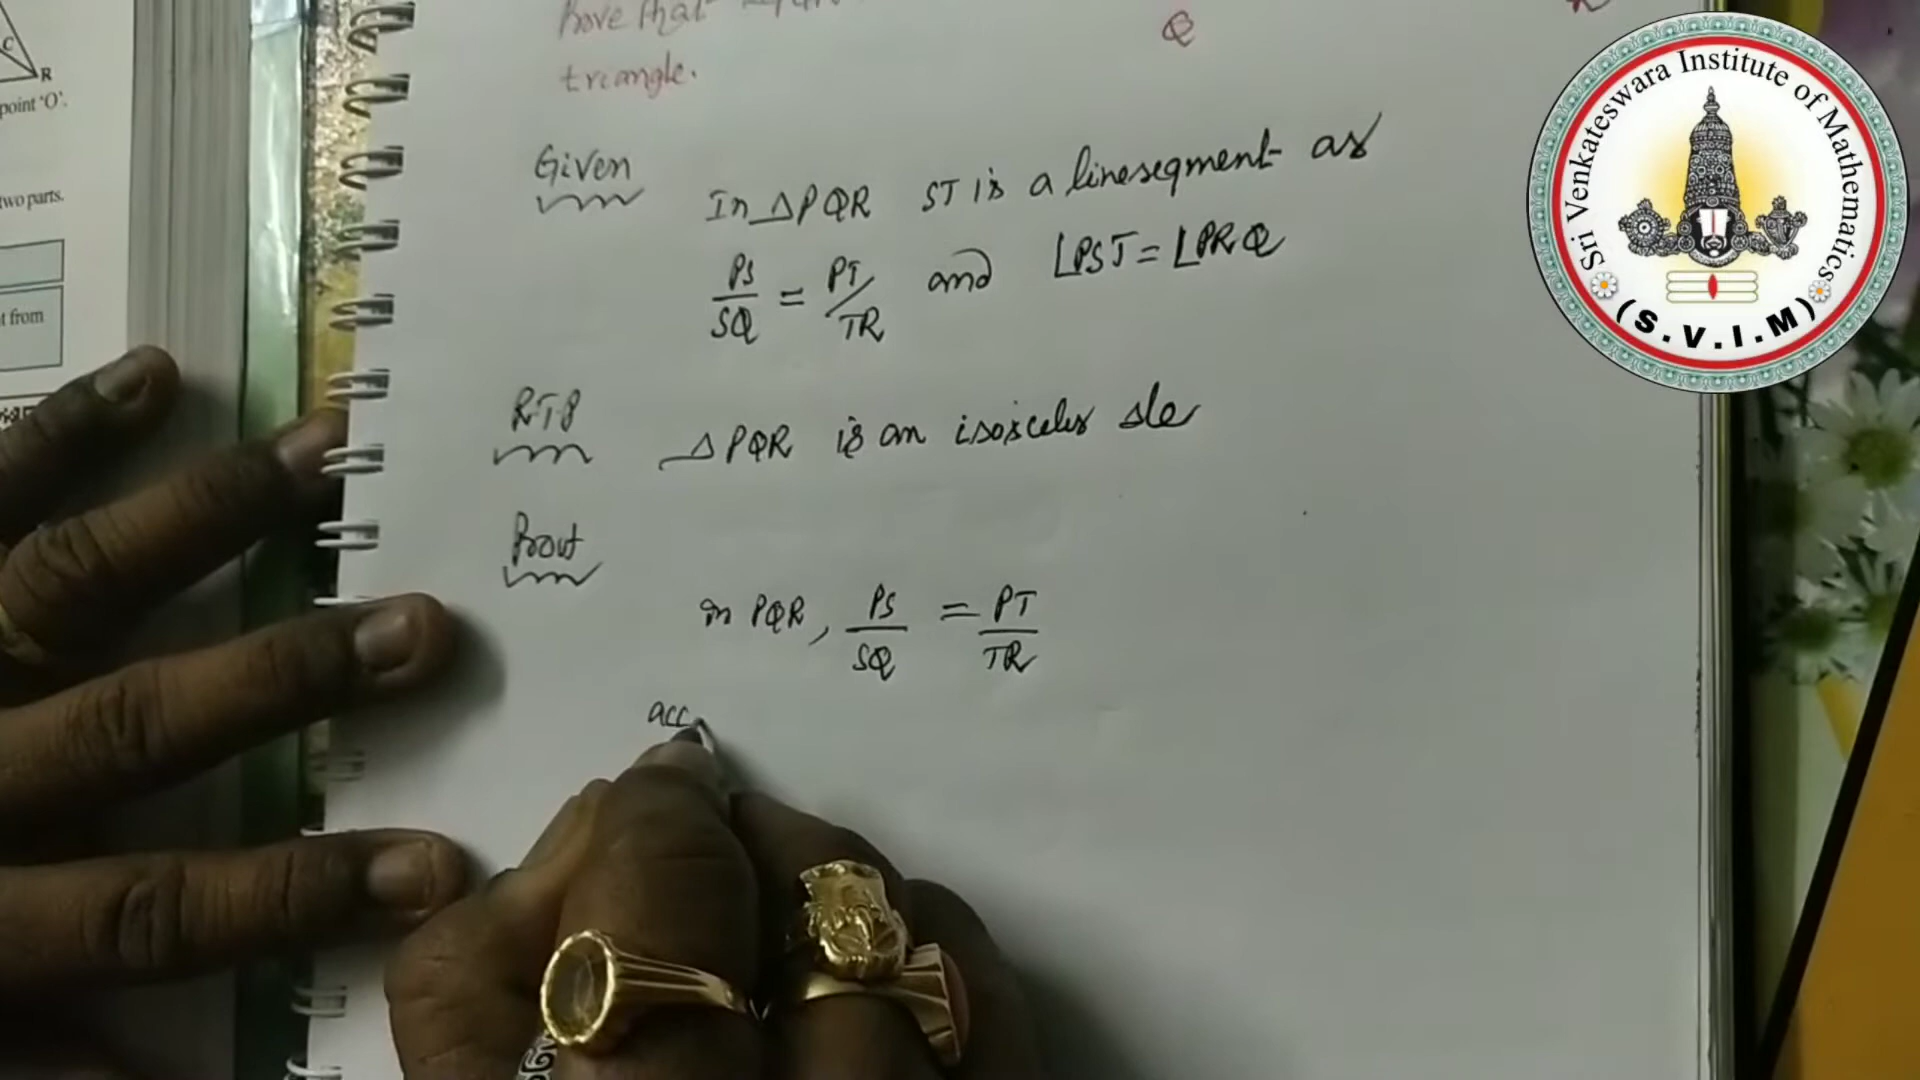 C
R
point 'O'.
two parts.
t from
Prove that
triangle.
Q
Given
In △PQR ST is a linesegment as
PS/SQ = PT/TR and ∠PST = ∠PRQ
RTP
△PQR is an isosceles △le
Proof
In PQR, PS/SQ = PT/TR
acc
Sri Venkateswara Institute of Mathematics
(S.V.I.M)